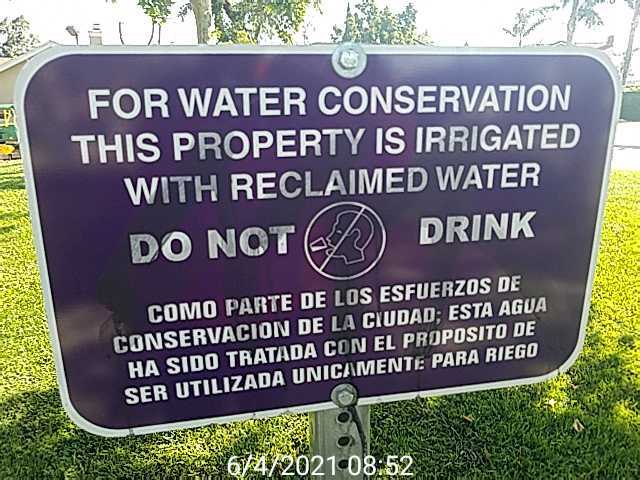 FOR WATER CONSERVATION
THIS PROPERTY IS IRRIGATED
WITH RECLAIMED WATER
DO NOT DRINK
COMO PARTE DE LOS ESFUERZOS DE
CONSERVACION DE LA CIUDAD; ESTA AGUA
HA SIDO TRATADA CON EL PROPOSITO DE
SER UTILIZADA UNICAMENTE PARA RIEGO
6/4/2021 08:52